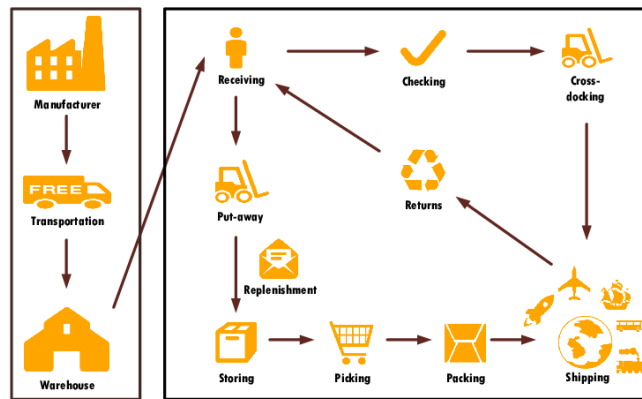 Manufacturer
FREE
Transportation
Warehouse
Receiving
Checking
Cross-
docking
Put-away
Returns
Replenishment
Storing
Picking
Packing
Shipping